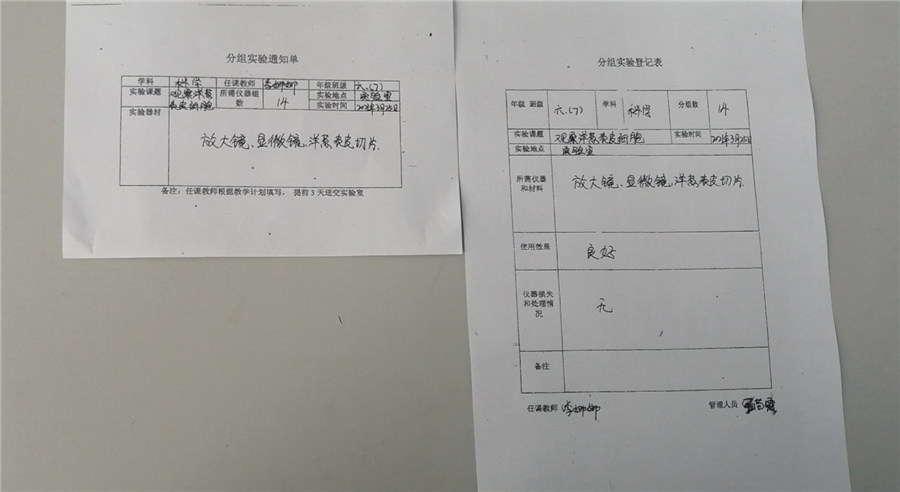 分组实验通知单
学科 科学 任课教师 李娜娜 年级班级 六.(7)
实验课题 观察洋葱表皮细胞 所需仪器组数 14 实验地点 实验室
实验时间
实验器材
放大镜、显微镜、洋葱表皮切片.
备注：任课教师根据教学计划填写， 提前3天送交实验室
分组实验登记表
年级 班级 六.(7) 学科 科学 分组数 14
实验课题 观察洋葱表皮细胞 实验时间
实验地点 实验室
所需仪器和材料 放大镜、显微镜、洋葱表皮切片.
使用效果 良好
仪器损失和处理情况 无
备注
任课教师 李娜娜 管理人员